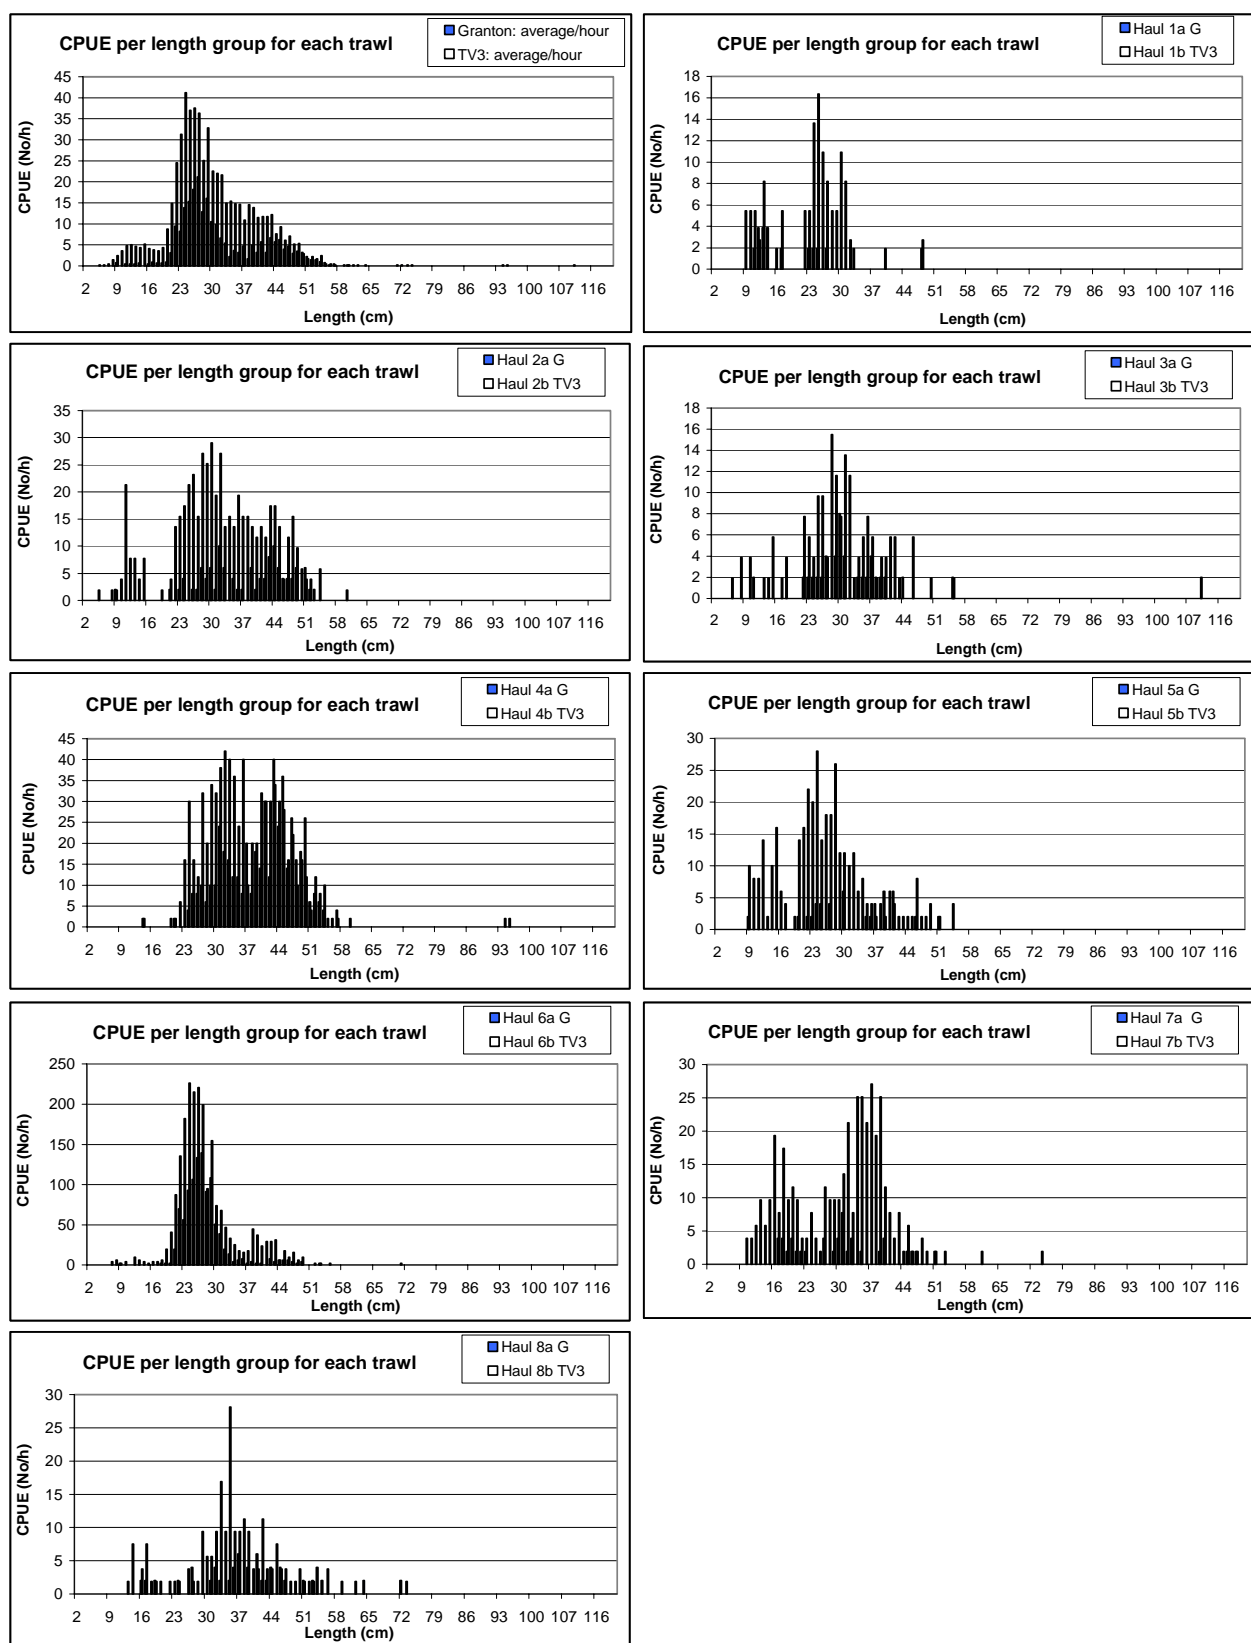 CPUE per length group for each trawl
Granton: average/hour
TV3: average/hour
CPUE (No/h)
45
40
35
30
25
20
15
10
5
0
2 9 16 23 30 37 44 51 58 65 72 79 86 93 100 107 116
Length (cm)
CPUE per length group for each trawl
Haul 1a G
Haul 1b TV3
CPUE (No/h)
18
16
14
12
10
8
6
4
2
0
2 9 16 23 30 37 44 51 58 65 72 79 86 93 100 107 116
Length (cm)
CPUE per length group for each trawl
Haul 2a G
Haul 2b TV3
CPUE (No/h)
35
30
25
20
15
10
5
0
2 9 16 23 30 37 44 51 58 65 72 79 86 93 100 107 116
Length (cm)
CPUE per length group for each trawl
Haul 3a G
Haul 3b TV3
CPUE (No/h)
18
16
14
12
10
8
6
4
2
0
2 9 16 23 30 37 44 51 58 65 72 79 86 93 100 107 116
Length (cm)
CPUE per length group for each trawl
Haul 4a G
Haul 4b TV3
CPUE (No/h)
45
40
35
30
25
20
15
10
5
0
2 9 16 23 30 37 44 51 58 65 72 79 86 93 100 107 116
Length (cm)
CPUE per length group for each trawl
Haul 5a G
Haul 5b TV3
CPUE (No/h)
30
25
20
15
10
5
0
2 9 16 23 30 37 44 51 58 65 72 79 86 93 100 107 116
Length (cm)
CPUE per length group for each trawl
Haul 6a G
Haul 6b TV3
CPUE (No/h)
250
200
150
100
50
0
2 9 16 23 30 37 44 51 58 65 72 79 86 93 100 107 116
Length (cm)
CPUE per length group for each trawl
Haul 7a G
Haul 7b TV3
CPUE (No/h)
30
25
20
15
10
5
0
2 9 16 23 30 37 44 51 58 65 72 79 86 93 100 107 116
Length (cm)
CPUE per length group for each trawl
Haul 8a G
Haul 8b TV3
CPUE (No/h)
30
25
20
15
10
5
0
2 9 16 23 30 37 44 51 58 65 72 79 86 93 100 107 116
Length (cm)